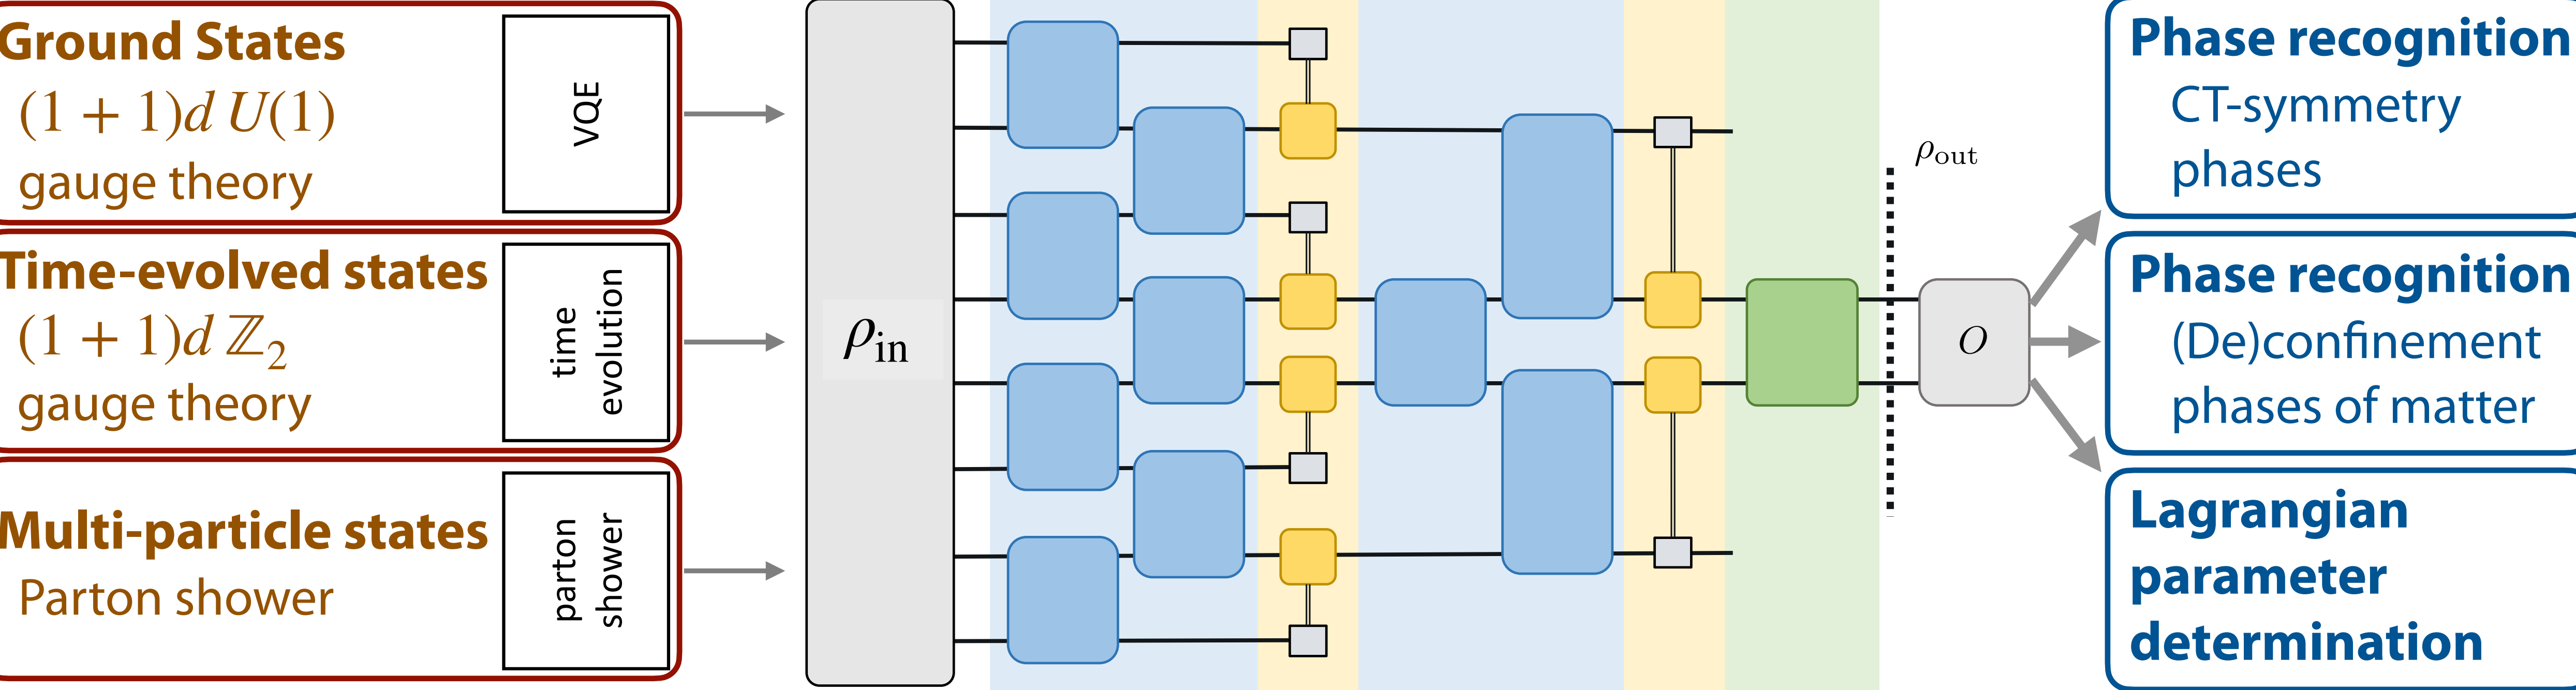 Ground States
(1 + 1)d U(1)
gauge theory
VQE
Time-evolved states
(1 + 1)d ℤ₂
gauge theory
time
evolution
Multi-particle states
Parton shower
parton
shower
ρin
ρout
O
Phase recognition
CT-symmetry
phases
Phase recognition
(De)confinement
phases of matter
Lagrangian
parameter
determination